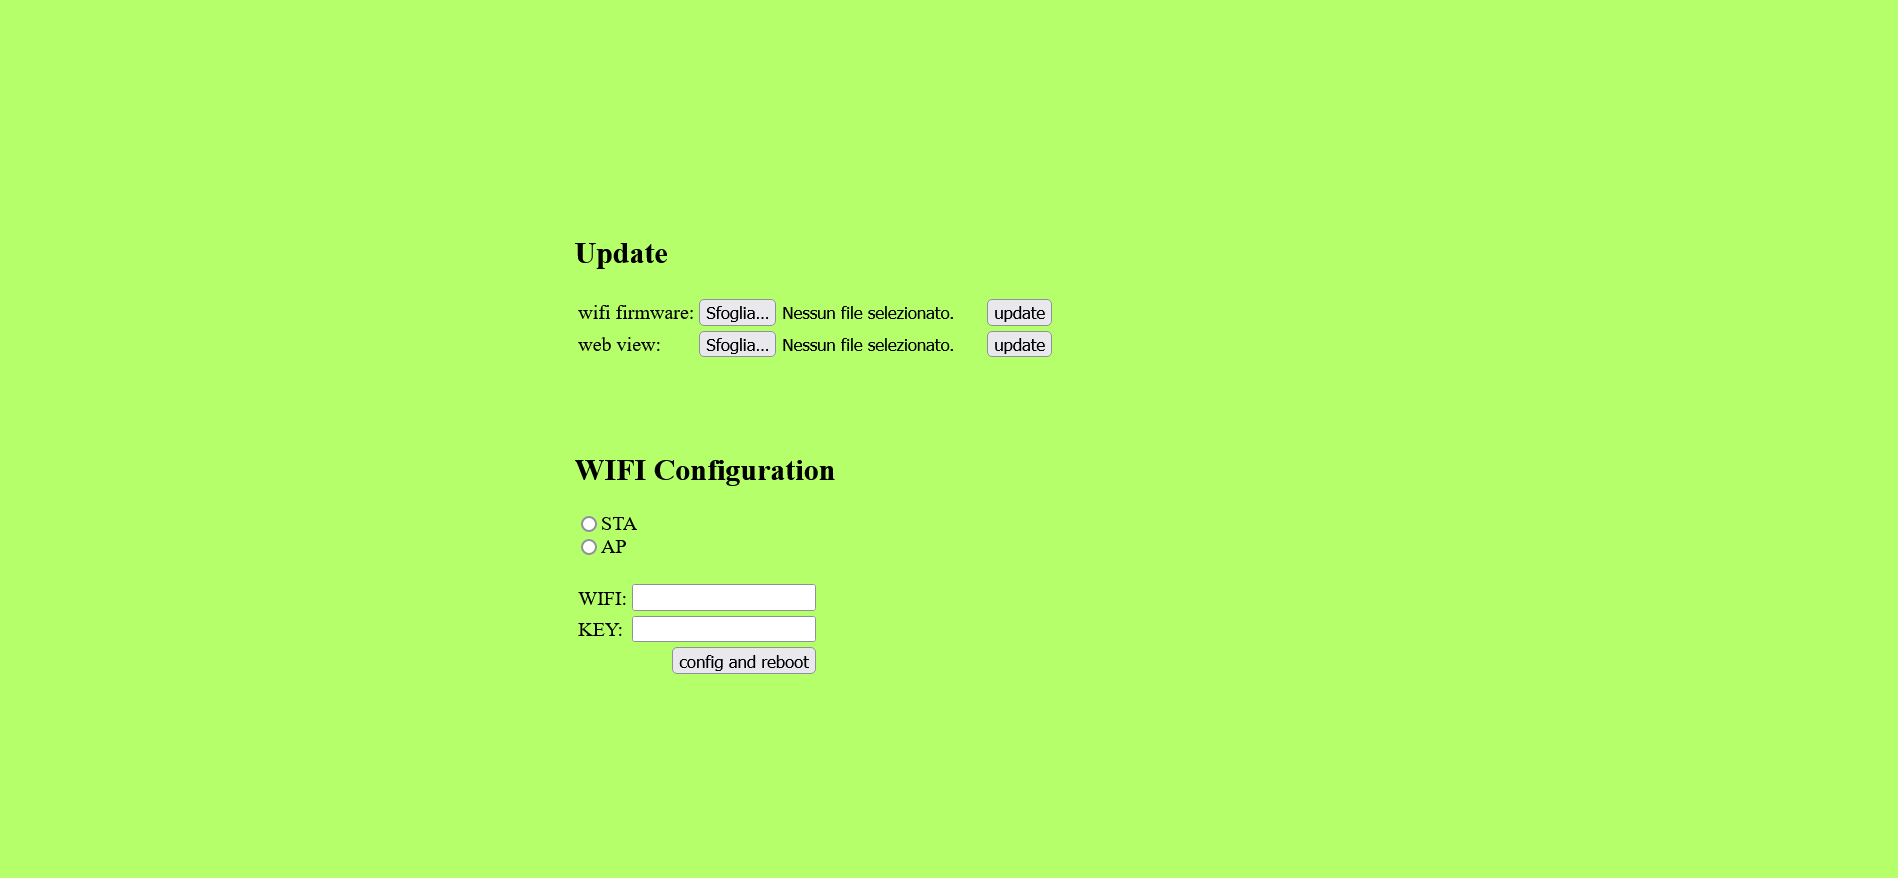 Update
wifi firmware: Sfoglia... Nessun file selezionato. update
web view: Sfoglia... Nessun file selezionato. update
WIFI Configuration
STA
AP
WIFI:
KEY:
config and reboot